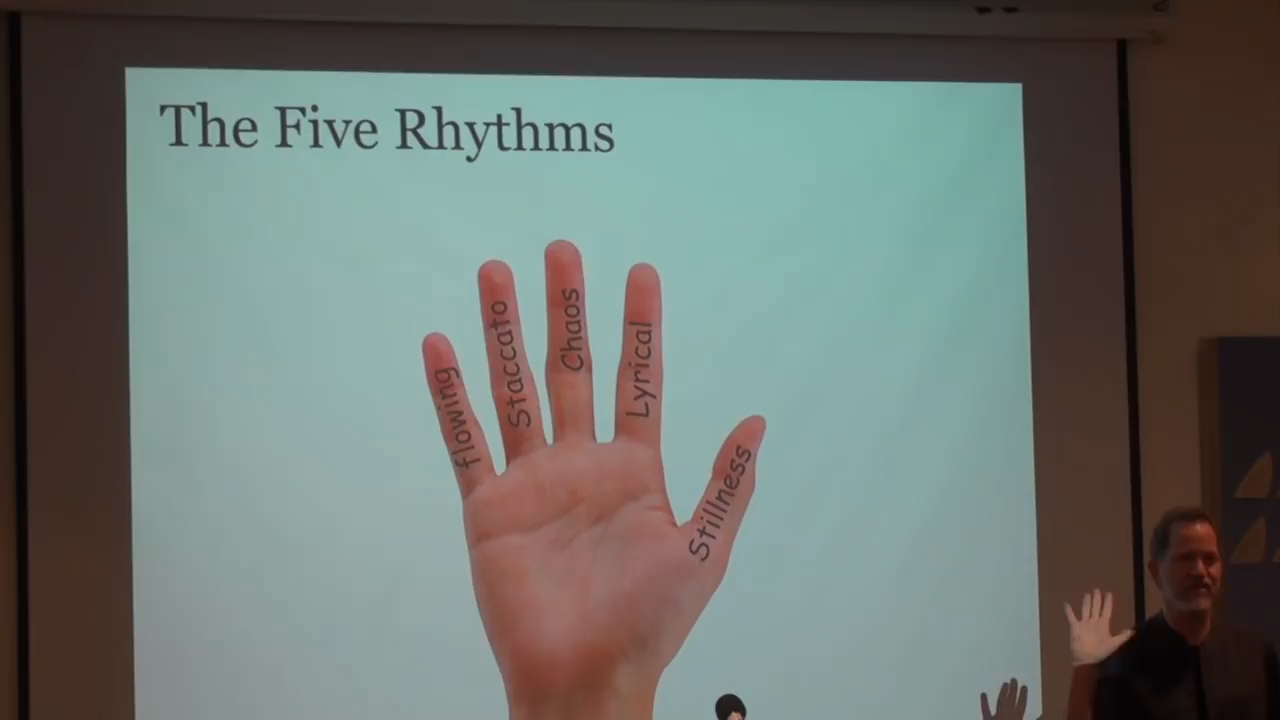 The Five Rhythms
flowing
Staccato
Chaos
Lyrical
Stillness